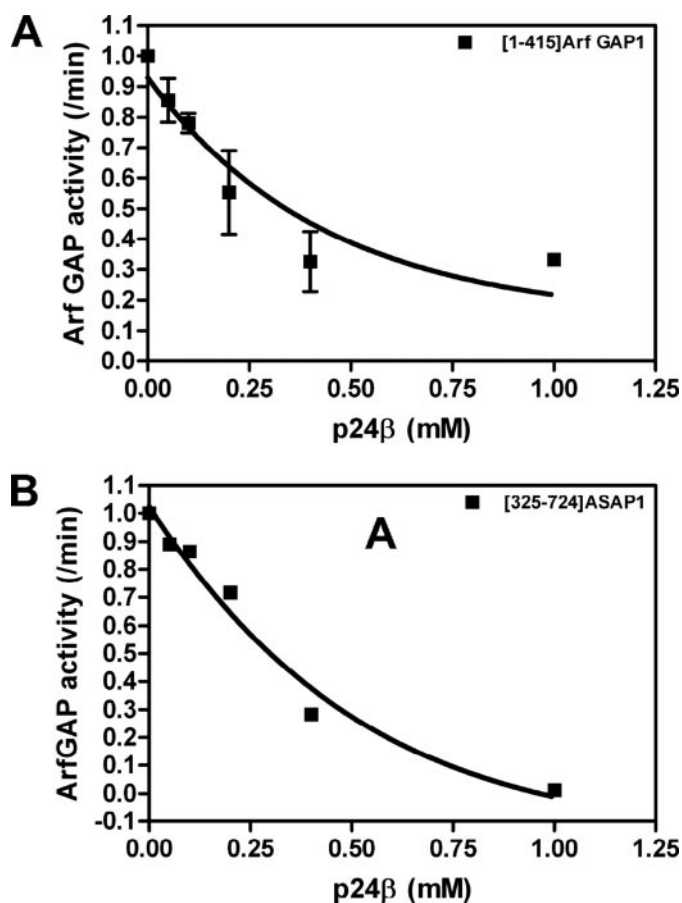 A
[1-415]Arf GAP1
Arf GAP activity (/min)
1.1
1.0
0.9
0.8
0.7
0.6
0.5
0.4
0.3
0.2
0.1
0.0
0.00 0.25 0.50 0.75 1.00 1.25
p24β (mM)
B
[325-724]ASAP1
A
ArfGAP activity (/min)
1.1
1.0
0.9
0.8
0.7
0.6
0.5
0.4
0.3
0.2
0.1
0.0
-0.1
0.00 0.25 0.50 0.75 1.00 1.25
p24β (mM)